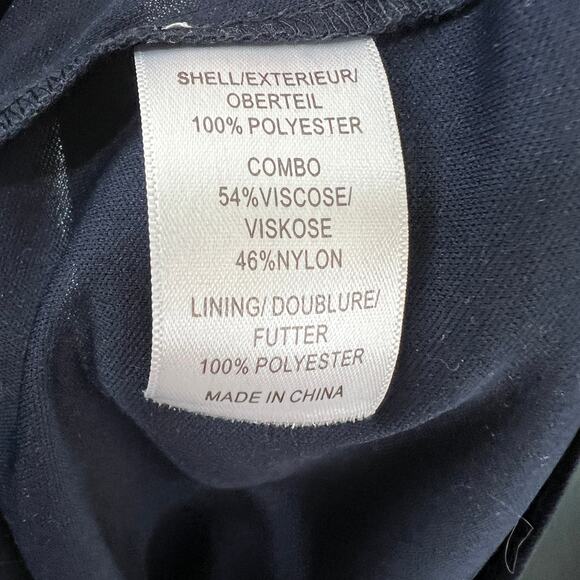 SHELL/EXTERIEUR/
OBERTEIL
100% POLYESTER
COMBO
54%VISCOSE/
VISKOSE
46%NYLON
LINING/ DOUBLURE/
FUTTER
100% POLYESTER
MADE IN CHINA